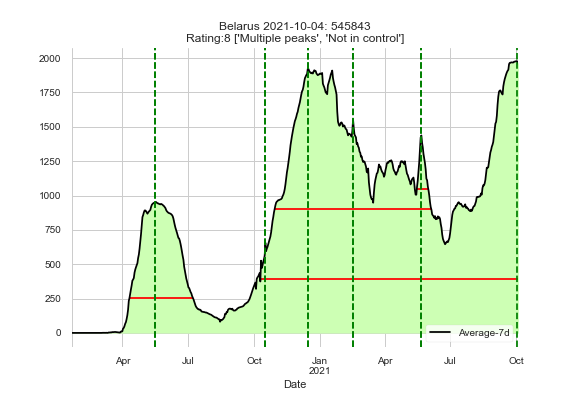 Belarus 2021-10-04: 545843
Rating:8 ['Multiple peaks', 'Not in control']
2000
1750
1500
1250
1000
750
500
250
0
Average-7d
Apr Jul Oct Jan Apr Jul Oct
2021
Date